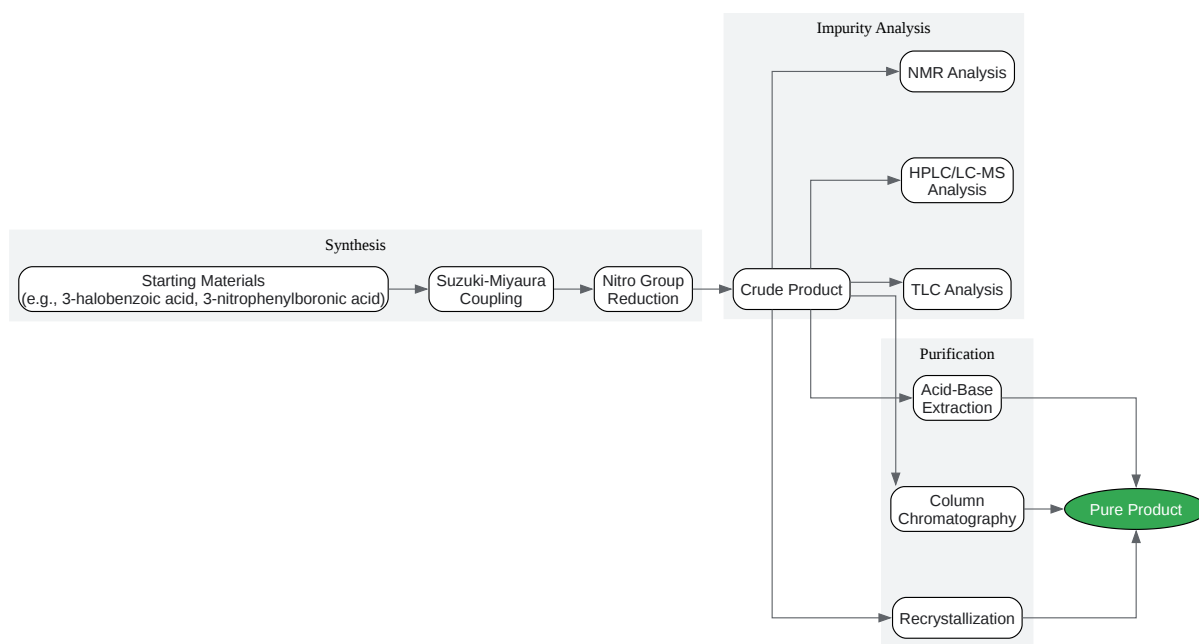 Impurity Analysis
NMR Analysis
HPLC/LC-MS
Analysis
Synthesis
Starting Materials
(e.g., 3-halobenzoic acid, 3-nitrophenylboronic acid)
Suzuki-Miyaura
Coupling
Nitro Group
Reduction
Crude Product
TLC Analysis
Purification
Acid-Base
Extraction
Column
Chromatography
Pure Product
Recrystallization